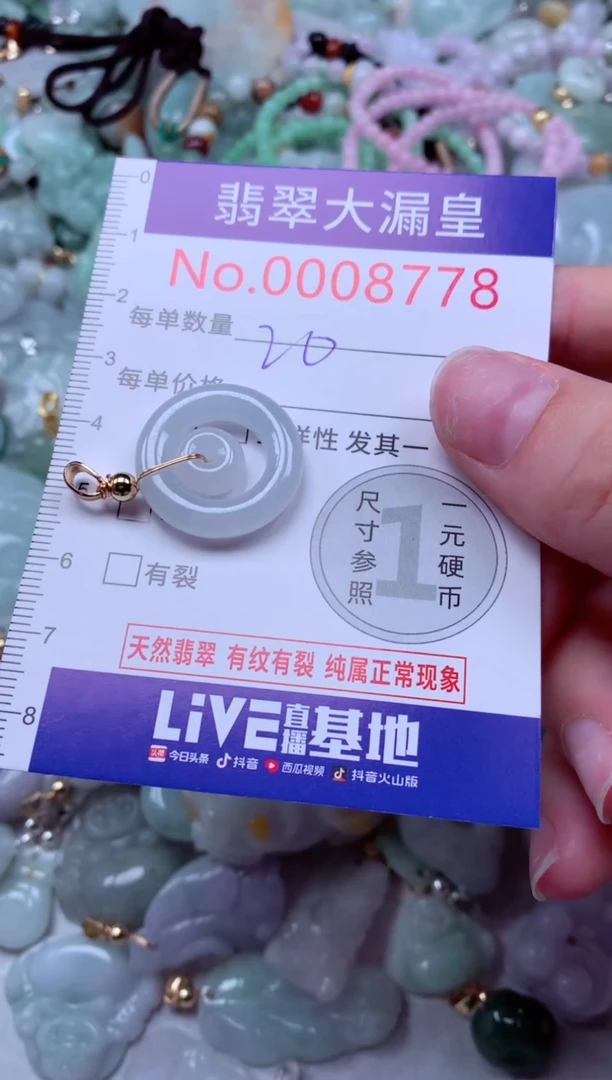 0
翡翠大漏皇
1
No.0008778
2
每单数量 20
3
每单价格
4
样性 发其一
5
尺寸参照
1
一元硬币
6
有裂
7
天然翡翠 有纹有裂 纯属正常现象
8
LiVE直播基地
头条 今日头条 抖音 西瓜视频 抖音火山版